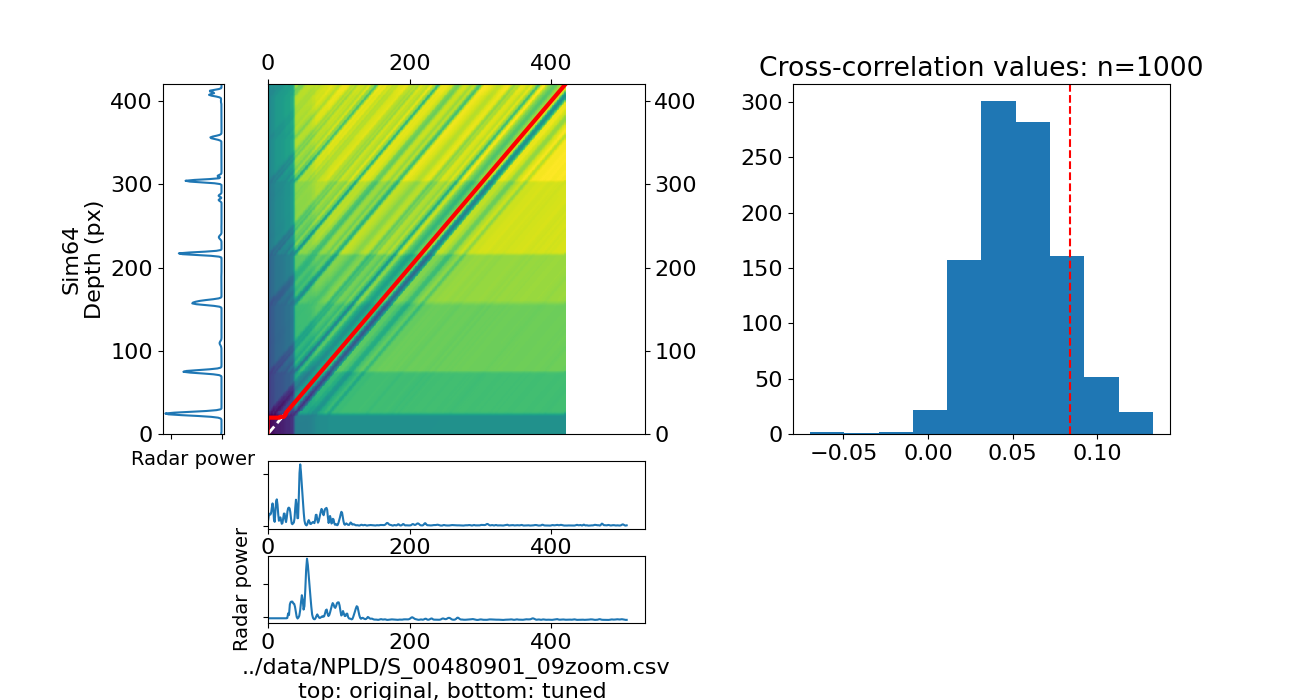 Cross-correlation values: n=1000
0 200 400
400
300
200
100
0
Sim64
Depth (px)
Radar power
400
300
200
100
0
300
250
200
150
100
50
0
−0.05 0.00 0.05 0.10
0 200 400
Radar power
0 200 400
../data/NPLD/S_00480901_09zoom.csv
top: original, bottom: tuned